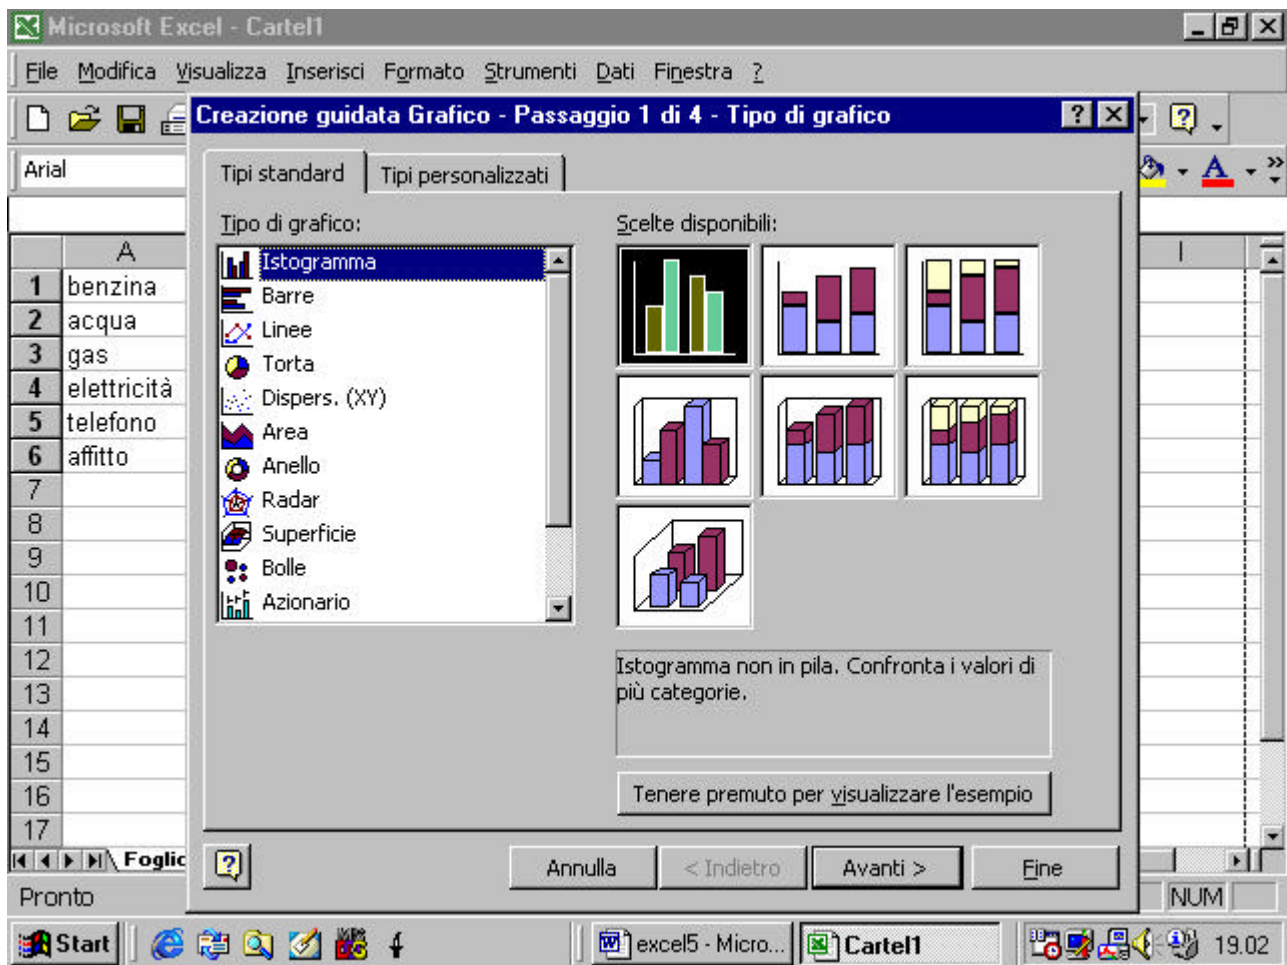 Microsoft Excel - Cartel1
File Modifica Visualizza Inserisci Formato Strumenti Dati Finestra ?
Creazione guidata Grafico - Passaggio 1 di 4 - Tipo di grafico
Arial
Tipi standard
Tipi personalizzati
Tipo di grafico:
Scelte disponibili:
A
I
1 benzina
2 acqua
3 gas
4 elettricità
5 telefono
6 affitto
7
8
9
10
11
12
13
14
15
16
17
Istogramma
Barre
Linee
Torta
Dispers. (XY)
Area
Anello
Radar
Superficie
Bolle
Azionario
Istogramma non in pila. Confronta i valori di
più categorie.
Tenere premuto per visualizzare l'esempio
Foglic
Annulla
< Indietro
Avanti >
Fine
Pronto
NUM
Start
excel5 - Micro...
Cartel1
19.02